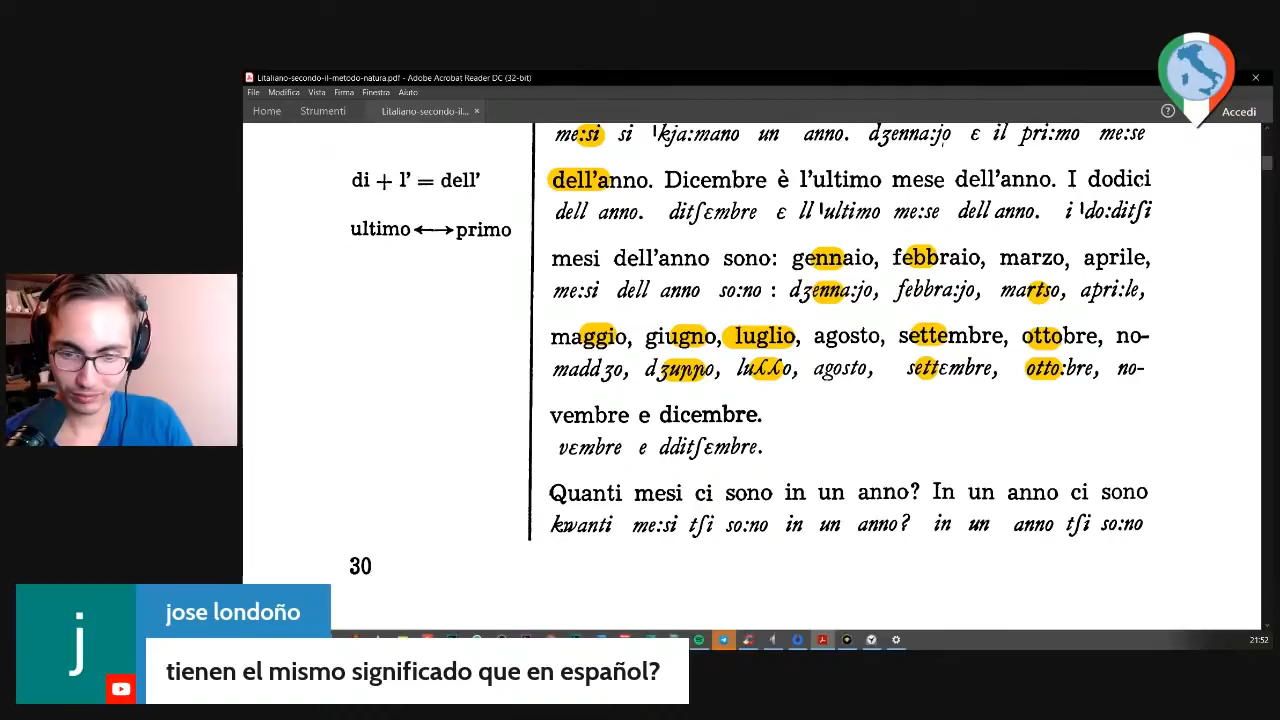 Litaliano-secondo-il-metodo-natura.pdf - Adobe Acrobat Reader DC (32-bit)
File Modifica Vista Firma Finestra Aiuto
Home Strumenti Litaliano-secondo-il... × Accedi
me:si si ˈkja:mano un anno. dʒenna:jo ɛ il pri:mo me:se
di + l’ = dell’
dell’anno. Dicembre è l’ultimo mese dell’anno. I dodici
dell anno. ditʃɛmbre ɛ llˈultimo me:se dell anno. i ˈdo:ditʃi
ultimo ⟷ primo
mesi dell’anno sono: gennaio, febbraio, marzo, aprile,
me:si dell anno so:no : dʒenna:jo, febbra:jo, martso, apri:le,
maggio, giugno, luglio, agosto, settembre, ottobre, no-
maddʒo, dʒuɲɲo, luʎʎo, agosto, settɛmbre, otto:bre, no-
vembre e dicembre.
vɛmbre e dditʃɛmbre.
Quanti mesi ci sono in un anno? In un anno ci sono
kwanti me:si tʃi so:no in un anno? in un anno tʃi so:no
30
21:52
j
jose londoño
tienen el mismo significado que en español?